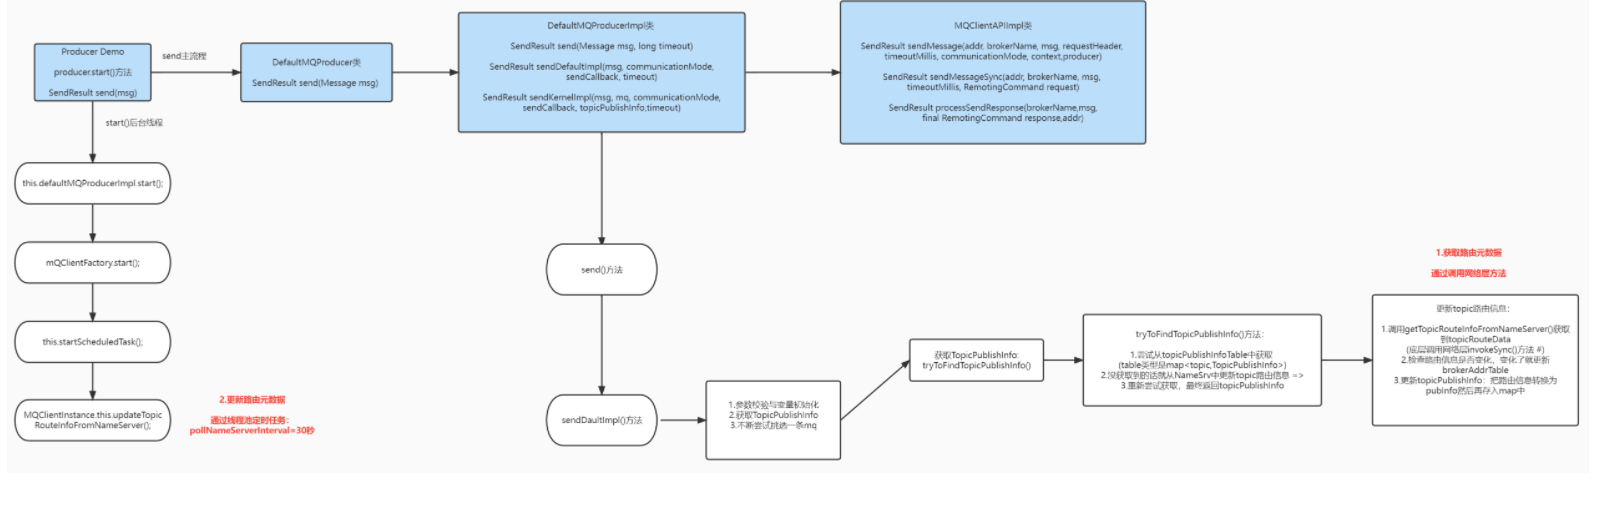 Producer Demo
producer.start()方法
SendResult send(msg)
send主流程
DefaultMQProducer类
SendResult send(Message msg)
DefaultMQProducerImpl类
SendResult send(Message msg, long timeout)
SendResult sendDefaultImpl(msg, communicationMode,
sendCallback, timeout)
SendResult sendKernelImpl(msg, mq, communicationMode,
sendCallback, topicPublishInfo,timeout)
MQClientAPIImpl类
SendResult sendMessage(addr, brokerName, msg, requestHeader,
timeoutMillis, communicationMode, context,producer)
SendResult sendMessageSync(addr, brokerName, msg,
timeoutMillis, RemotingCommand request)
SendResult processSendResponse(brokerName,msg,
final RemotingCommand response,addr)
start()后台线程
this.defaultMQProducerImpl.start();
mQClientFactory.start();
this.startScheduledTask();
MQClientInstance.this.updateTopic
RouteInfoFromNameServer();
2.更新路由元数据
通过线程池定时任务：
pollNameServerInterval=30秒
send()方法
sendDaultImpl()方法
1.参数校验与变量初始化
2.获取TopicPublishInfo
3.不断尝试挑选一条mq
获取TopicPublishInfo:
tryToFindTopicPublishInfo()
tryToFindTopicPublishInfo()方法：
1.尝试从topicPublishInfoTable中获取
(table类型是map<topic,TopicPublishInfo>)
2.没获取到的话就从NameSrv中更新topic路由信息 =>
3.重新尝试获取，最终返回topicPublishInfo
1.获取路由元数据
通过调用网络层方法
更新topic路由信息：
1.调用getTopicRouteInfoFromNameServer()获取
到topicRouteData
(底层调用网络层invokeSync()方法 #)
2.检查路由信息是否变化，变化了就更新
brokerAddrTable
3.更新topicPublishInfo：把路由信息转换为
pubInfo然后再存入map中